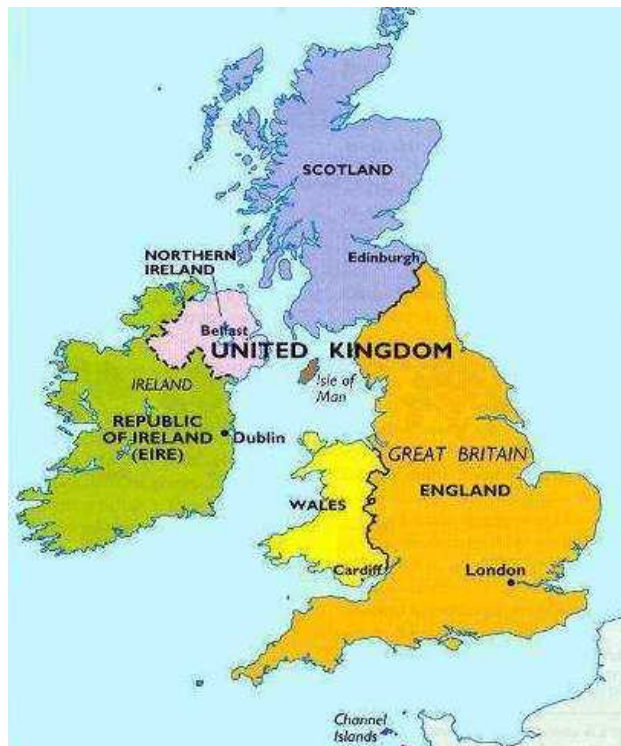 SCOTLAND
Edinburgh
NORTHERN
IRELAND
Belfast
UNITED KINGDOM
IRELAND
Isle of
Man
REPUBLIC
OF IRELAND
(EIRE)
Dublin
GREAT BRITAIN
ENGLAND
WALES
Cardiff
London
Channel
Islands